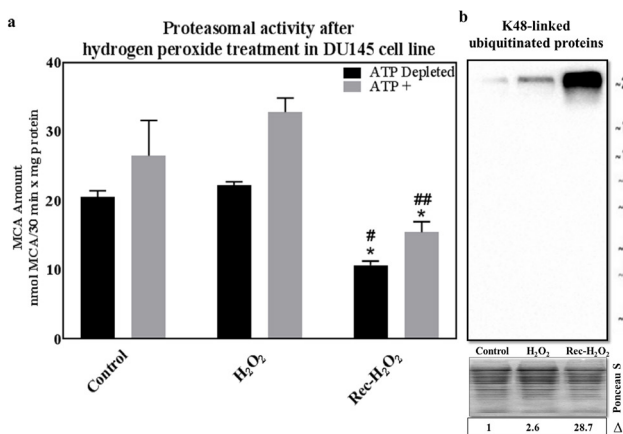 a
Proteasomal activity after
hydrogen peroxide treatment in DU145 cell line
MCA Amount
nmol MCA/30 min x mg protein
40
30
20
10
0
ATP Depleted
ATP +
#
*
##
*
Control
H₂O₂
Rec-H₂O₂
b
K48-linked
ubiquitinated proteins
Control H₂O₂ Rec-H₂O₂
Ponceau S
1 2.6 28.7 Δ